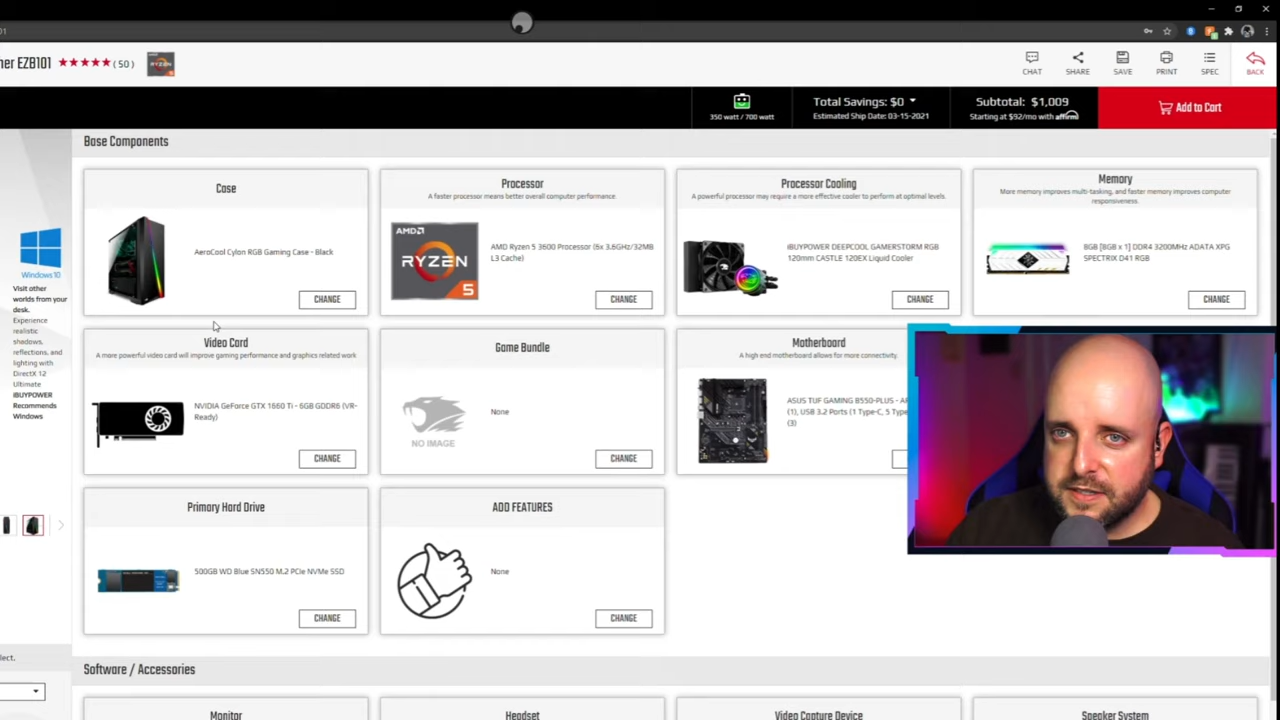 01
ner EZB101
( 50 )
AMD
RYZEN
CHAT
SHARE
SAVE
PRINT
SPEC
BACK
350 watt / 700 watt
Total Savings: $0
Estimated Ship Date: 03-15-2021
Subtotal: $1,009
Starting at $92/mo with affirm
Add to Cart
Base Components
Windows 10
Visit other
worlds from your
desk.
Experience
realistic
shadows,
reflections, and
lighting with
DirectX 12
Ultimate
iBUYPOWER
Recommends
Windows
Case
AeroCool Cylon RGB Gaming Case - Black
CHANGE
Processor
A faster processor means better overall computer performance.
AMD
RYZEN
5
AMD Ryzen 5 3600 Processor (6x 3.6GHz/32MB
L3 Cache)
CHANGE
Processor Cooling
A powerful processor may require a more effective cooler to perform at optimal levels.
iBUYPOWER DEEPCOOL GAMERSTORM RGB
120mm CASTLE 120EX Liquid Cooler
CHANGE
Memory
More memory improves multi-tasking, and faster memory improves computer
responsiveness.
8GB [8GB x 1] DDR4 3200MHz ADATA XPG
SPECTRIX D41 RGB
CHANGE
Video Card
A more powerful video card will improve gaming performance and graphics related work
NVIDIA GeForce GTX 1660 Ti - 6GB GDDR6 (VR-
Ready)
CHANGE
Game Bundle
NO IMAGE
None
CHANGE
Motherboard
A high end motherboard allows for more connectivity.
ASUS TUF GAMING B550-PLUS -
(1), USB 3.2 Ports (1 Type-C, 5 Type
(3)
Primary Hard Drive
500GB WD Blue SN550 M.2 PCIe NVMe SSD
CHANGE
ADD FEATURES
None
CHANGE
lect.
Software / Accessories
Monitor
Headset
Video Capture Device
Speaker System